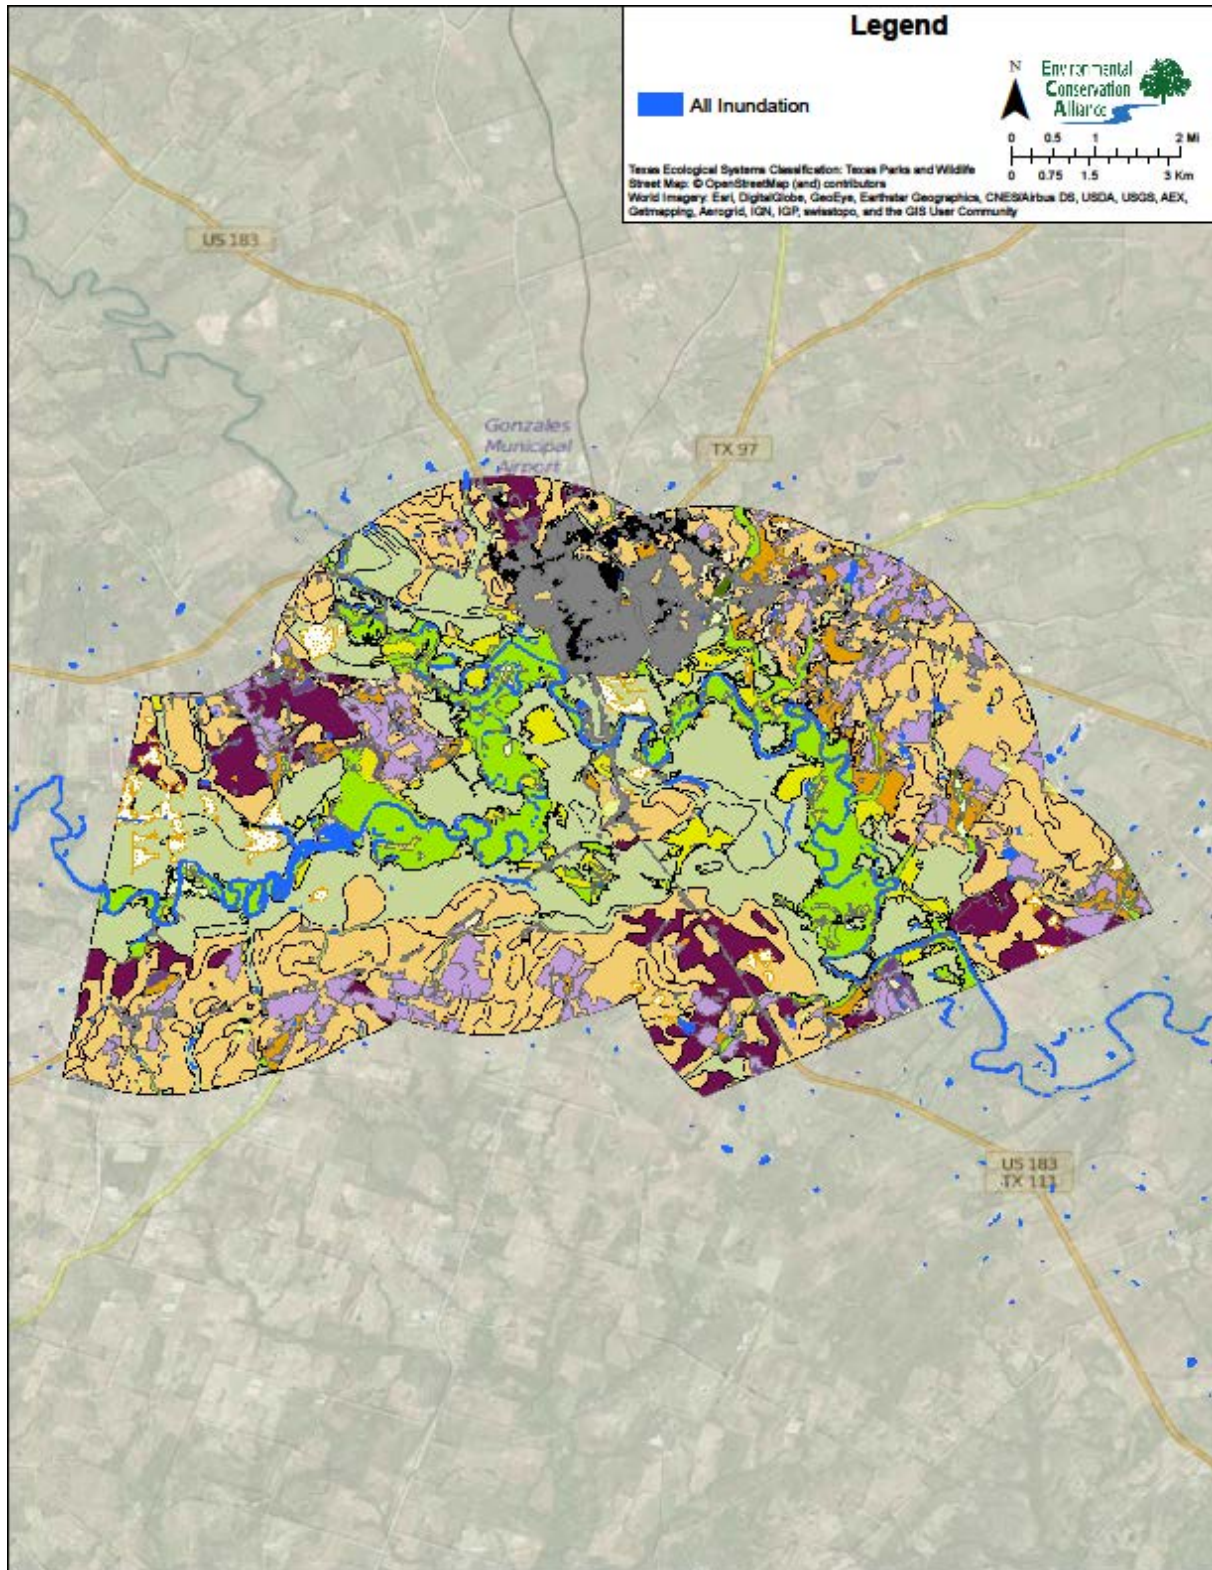 Legend
N
Environmental
Conservation
Alliance
All Inundation
0 0.5 1 2 Mi
0 0.75 1.5 3 Km
Texas Ecological Systems Classification: Texas Parks and Wildlife
Street Map: © OpenStreetMap (and) contributors
World Imagery: Esri, DigitalGlobe, GeoEye, Earthstar Geographics, CNES/Airbus DS, USDA, USGS, AEX,
Getmapping, Aerogrid, IGN, IGP, swisstopo, and the GIS User Community
US 183
Gonzales
Municipal
Airport
TX 97
US 183
TX 111